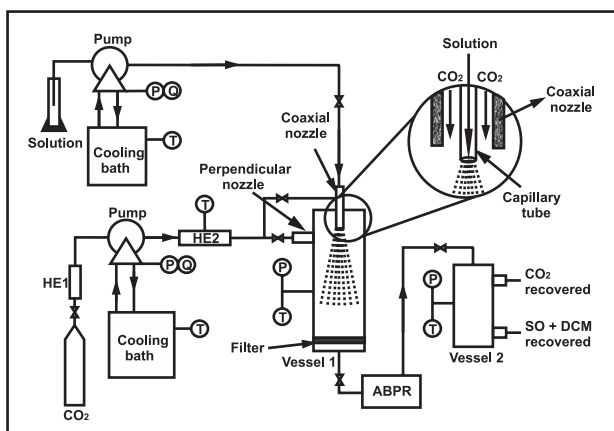 Pump
Solution
P Q
T
Cooling
bath
Solution
CO₂ CO₂
Coaxial
nozzle
Capillary
tube
Coaxial
nozzle
Perpendicular
nozzle
Pump
T
HE2
P Q
HE1
T
Cooling
bath
CO₂
P
T
Filter
Vessel 1
ABPR
P
T
Vessel 2
CO₂
recovered
SO + DCM
recovered